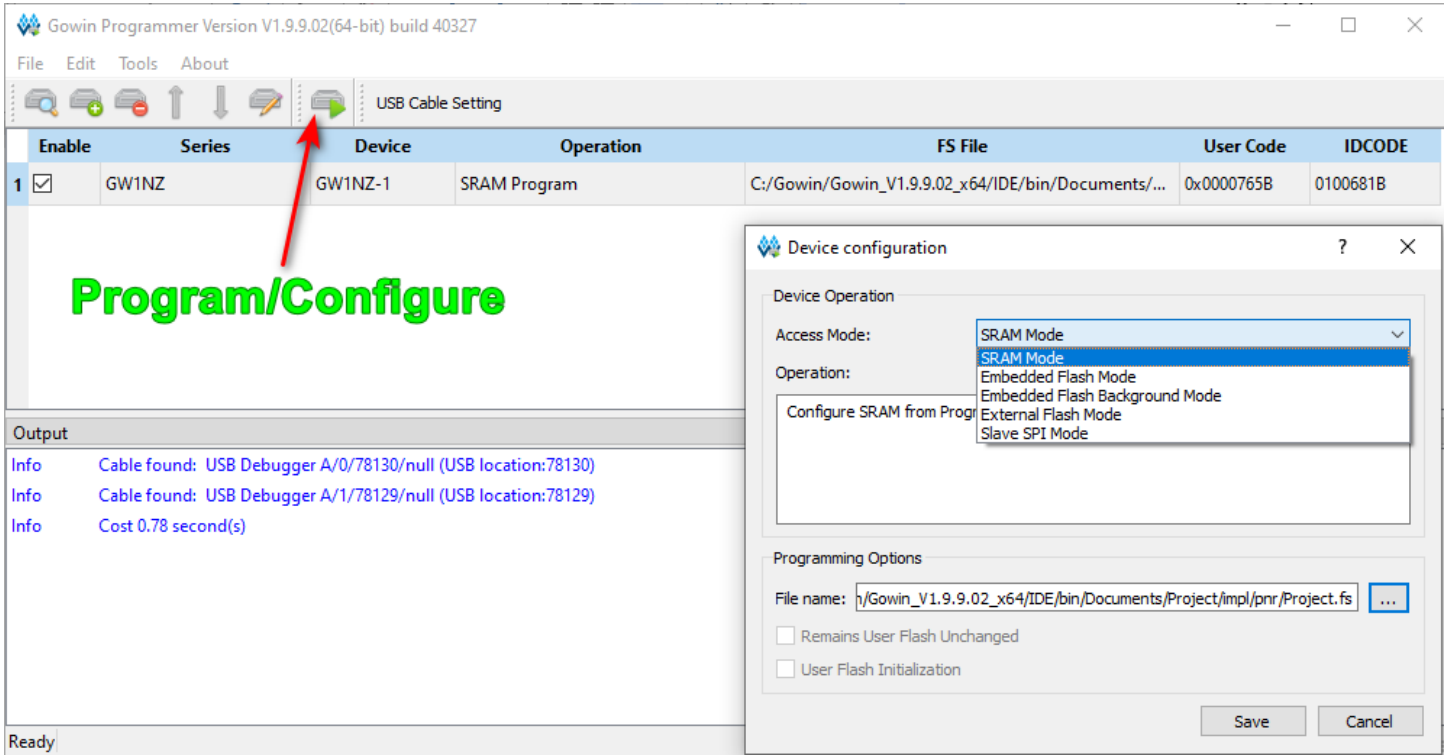 Gowin Programmer Version V1.9.9.02(64-bit) build 40327
File Edit Tools About
USB Cable Setting
Enable Series Device Operation FS File User Code IDCODE
1 GW1NZ GW1NZ-1 SRAM Program C:/Gowin/Gowin_V1.9.9.02_x64/IDE/bin/Documents/... 0x0000765B 0100681B
Program/Configure
Output
Info Cable found: USB Debugger A/0/78130/null (USB location:78130)
Info Cable found: USB Debugger A/1/78129/null (USB location:78129)
Info Cost 0.78 second(s)
Ready
Device configuration
Device Operation
Access Mode: SRAM Mode
SRAM Mode
Embedded Flash Mode
Embedded Flash Background Mode
External Flash Mode
Slave SPI Mode
Operation:
Configure SRAM from Progr
Programming Options
File name: /Gowin_V1.9.9.02_x64/IDE/bin/Documents/Project/impl/pnr/Project.fs ...
Remains User Flash Unchanged
User Flash Initialization
Save Cancel